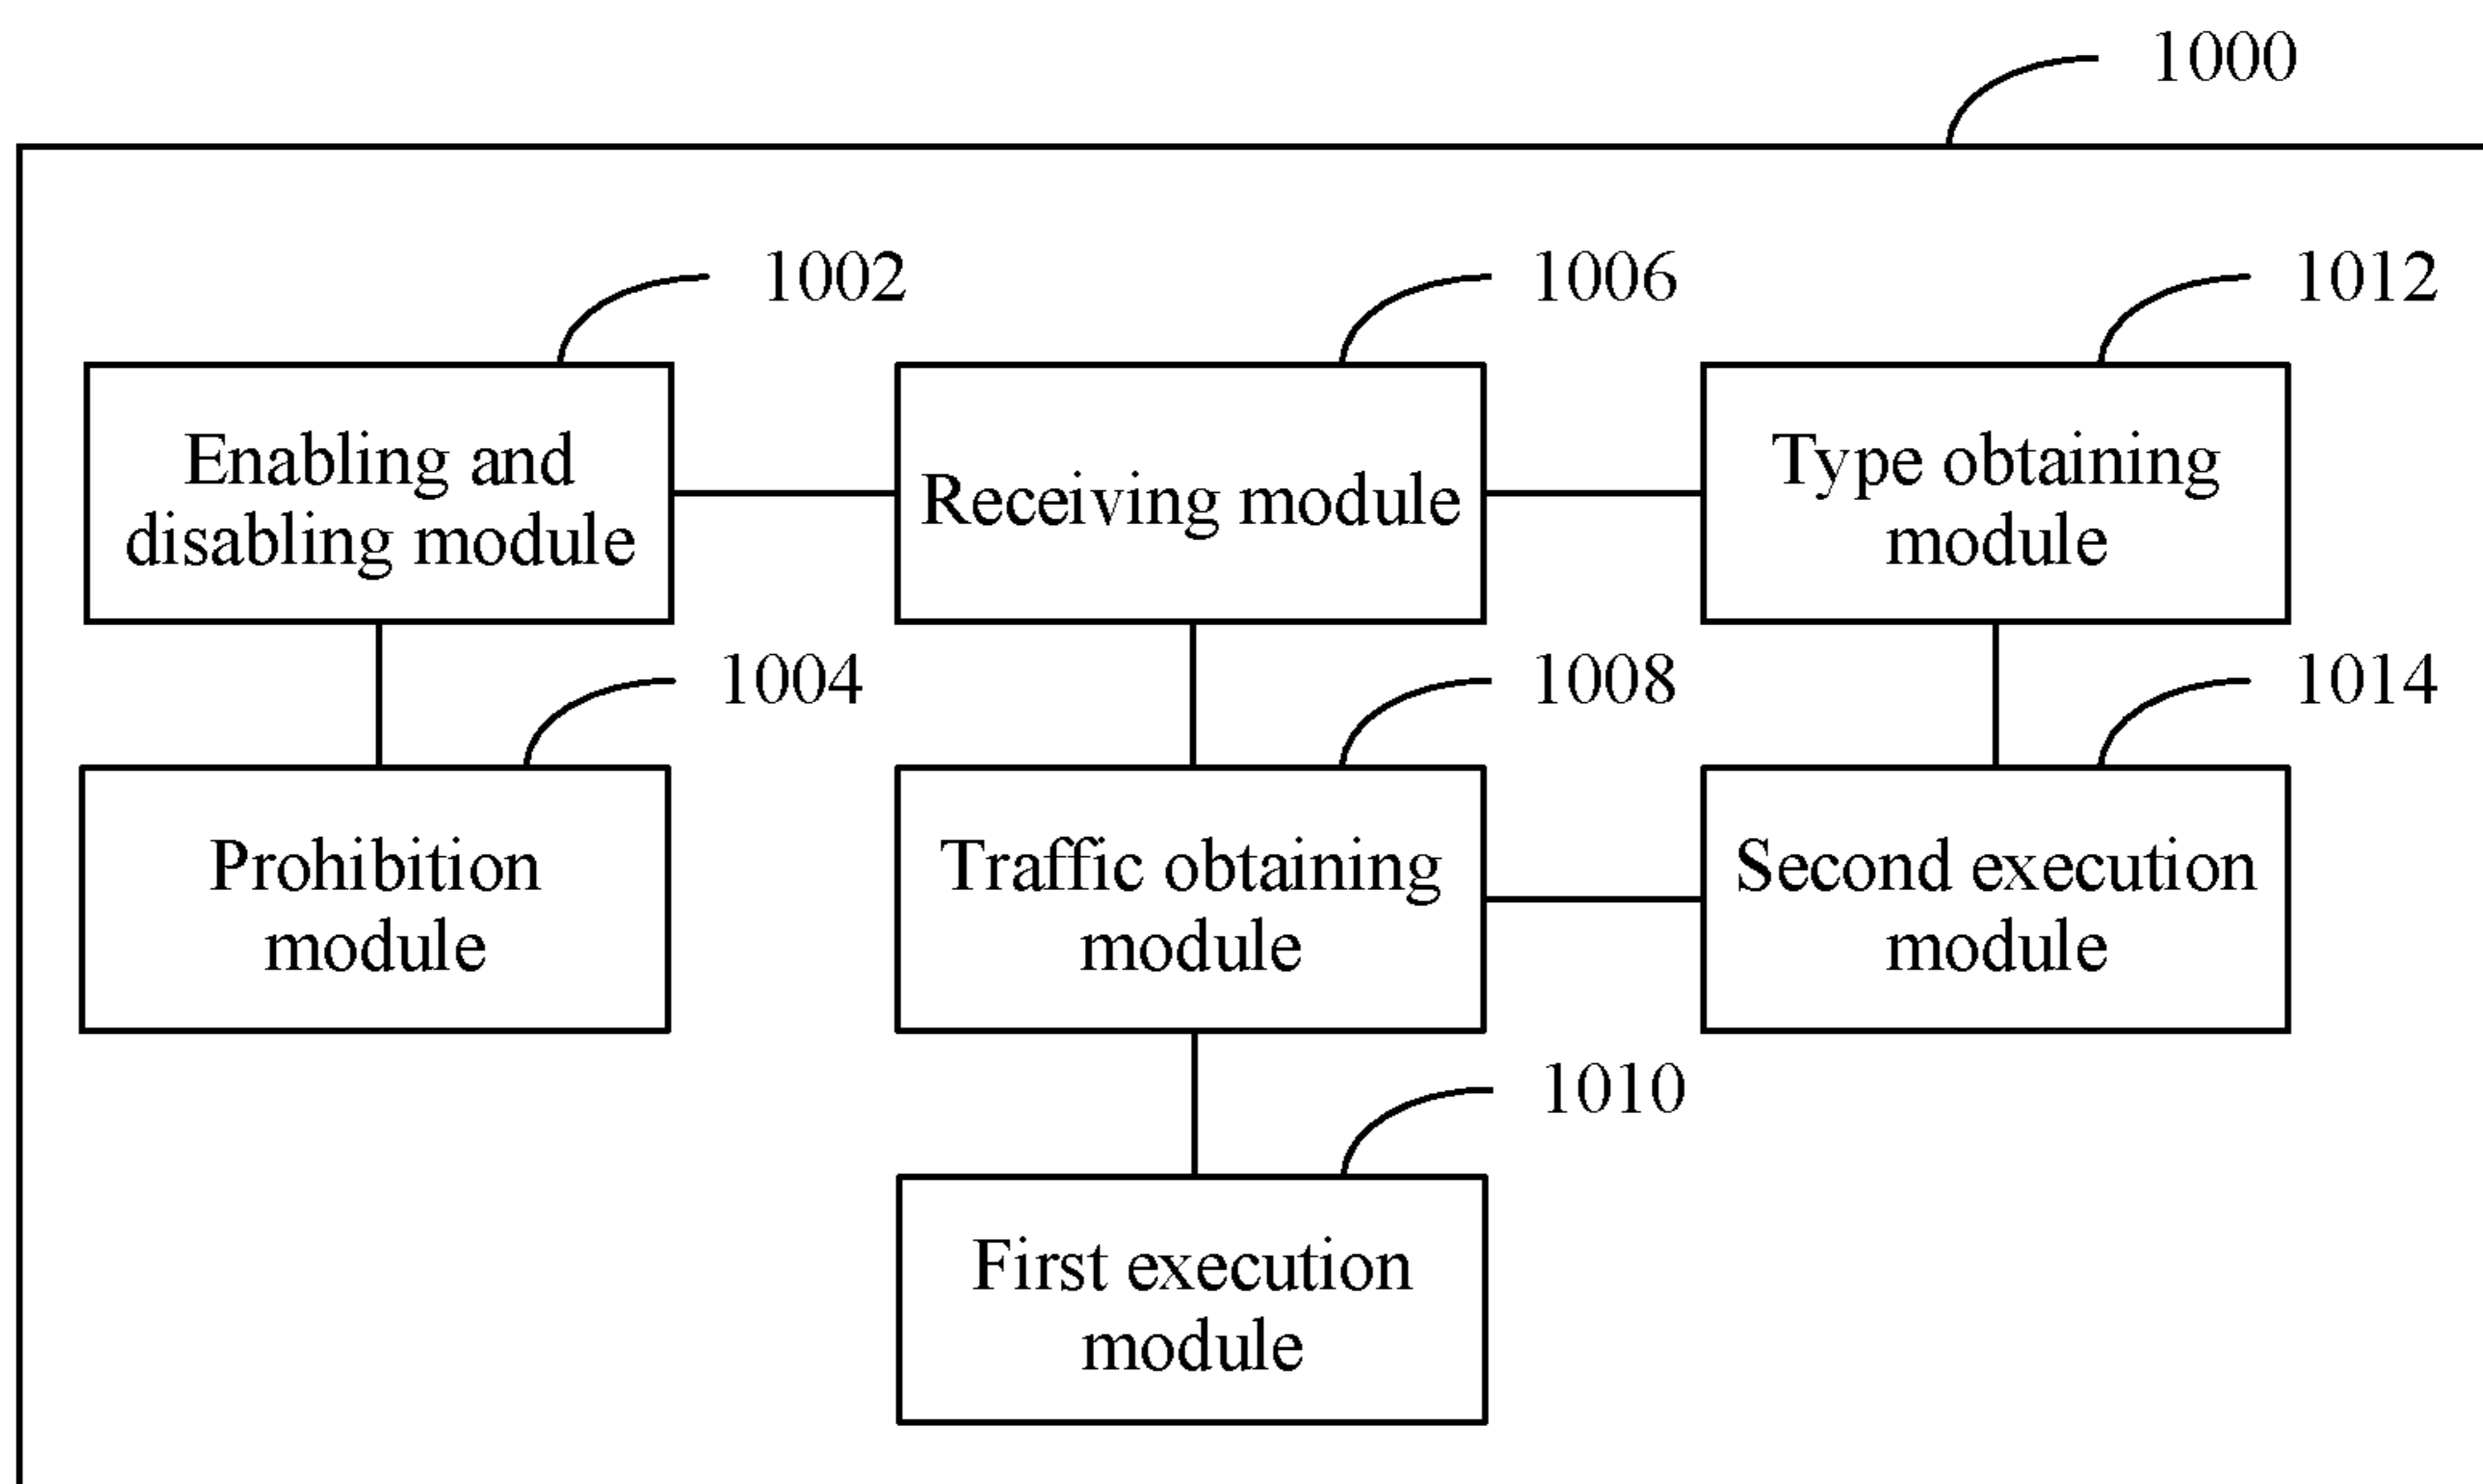 1000
1002
1006
1012
Enabling and
disabling module
Receiving module
Type obtaining
module
1004
1008
1014
Prohibition
module
Traffic obtaining
module
Second execution
module
1010
First execution
module